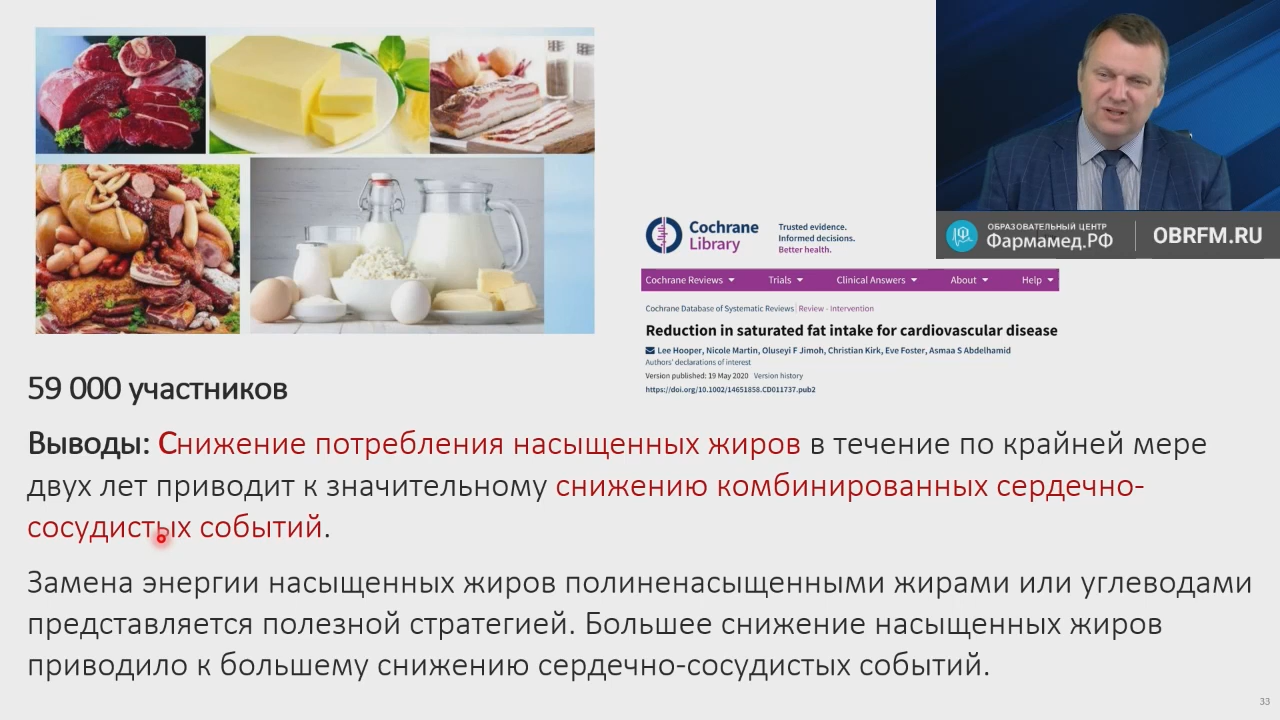 ОБРАЗОВАТЕЛЬНЫЙ ЦЕНТР
Фармамед.РФ
OBRFM.RU
Cochrane
Library
Trusted evidence.
Informed decisions.
Better health.
Cochrane Reviews
Trials
Clinical Answers
About
Help
Cochrane Database of Systematic Reviews | Review - Intervention
Reduction in saturated fat intake for cardiovascular disease
Lee Hooper, Nicole Martin, Oluseyi F Jimoh, Christian Kirk, Eve Foster, Asmaa S Abdelhamid
Authors' declarations of interest
Version published: 19 May 2020 Version history
https://doi.org/10.1002/14651858.CD011737.pub2
59 000 участников
Выводы: Снижение потребления насыщенных жиров в течение по крайней мере
двух лет приводит к значительному снижению комбинированных сердечно-
сосудистых событий.
Замена энергии насыщенных жиров полиненасыщенными жирами или углеводами
представляется полезной стратегией. Большее снижение насыщенных жиров
приводило к большему снижению сердечно-сосудистых событий.
33